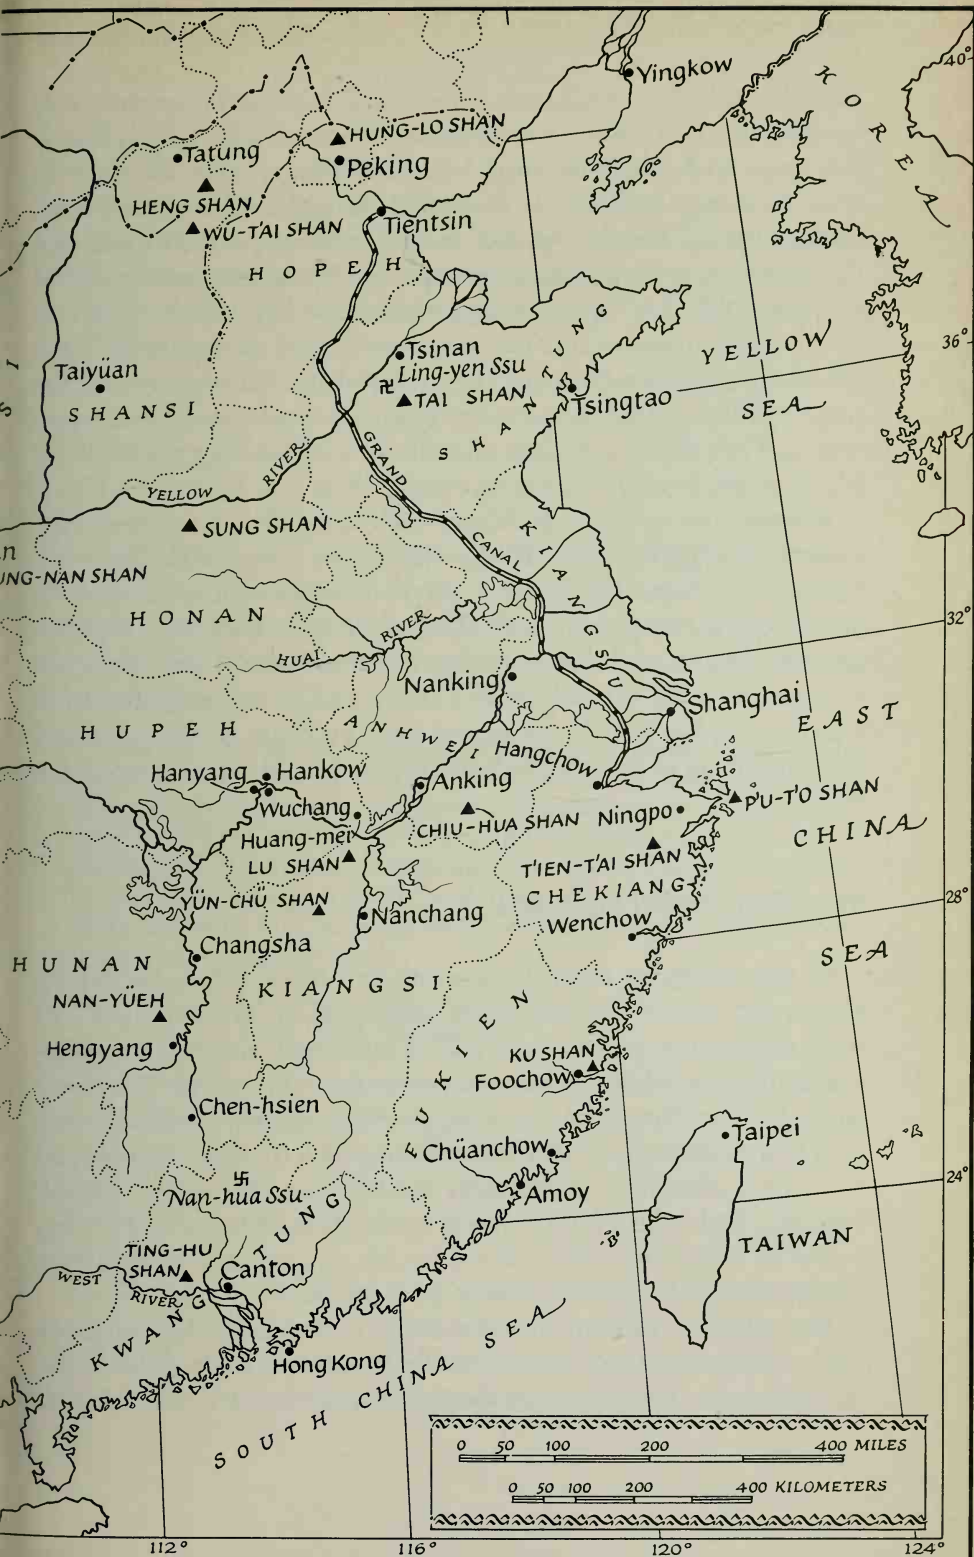 Yingkow
40°
KOREA
HUNG-LO SHAN
Tatung
Peking
HENG SHAN
WU-T'AI SHAN
Tientsin
HOPEH
36°
YELLOW
SEA
Tsinan
Ling-yen Ssu
卍
TAI SHAN
SHANTUNG
Tsingtao
Taiyüan
SHANSI
S I
GRAND
CANAL
YELLOW
RIVER
SUNG SHAN
n
UNG-NAN SHAN
KIANGSU
HONAN
32°
HUAI
RIVER
Nanking
Shanghai
HUPEH
ANHWEI
EAST
CHINA
SEA
Hangchow
Hanyang
Hankow
Wuchang
Anking
Huang-mei
CHIU-HUA SHAN
Ningpo
P'U-T'O SHAN
LU SHAN
T'IEN-T'AI SHAN
CHEKIANG
YÜN-CHÜ SHAN
Nanchang
Wenchow
28°
Changsha
HUNAN
KIANGSI
NAN-YÜEH
Hengyang
FUKIEN
KU SHAN
Foochow
Chen-hsien
Chüanchow
Taipei
Amoy
24°
卐
Nan-hua Ssu
TAIWAN
TING-HU
SHAN
Canton
WEST
RIVER
KWANGTUNG
Hong Kong
SOUTH CHINA SEA
0 50 100 200 400 MILES
0 50 100 200 400 KILOMETERS
112° 116° 120° 124°